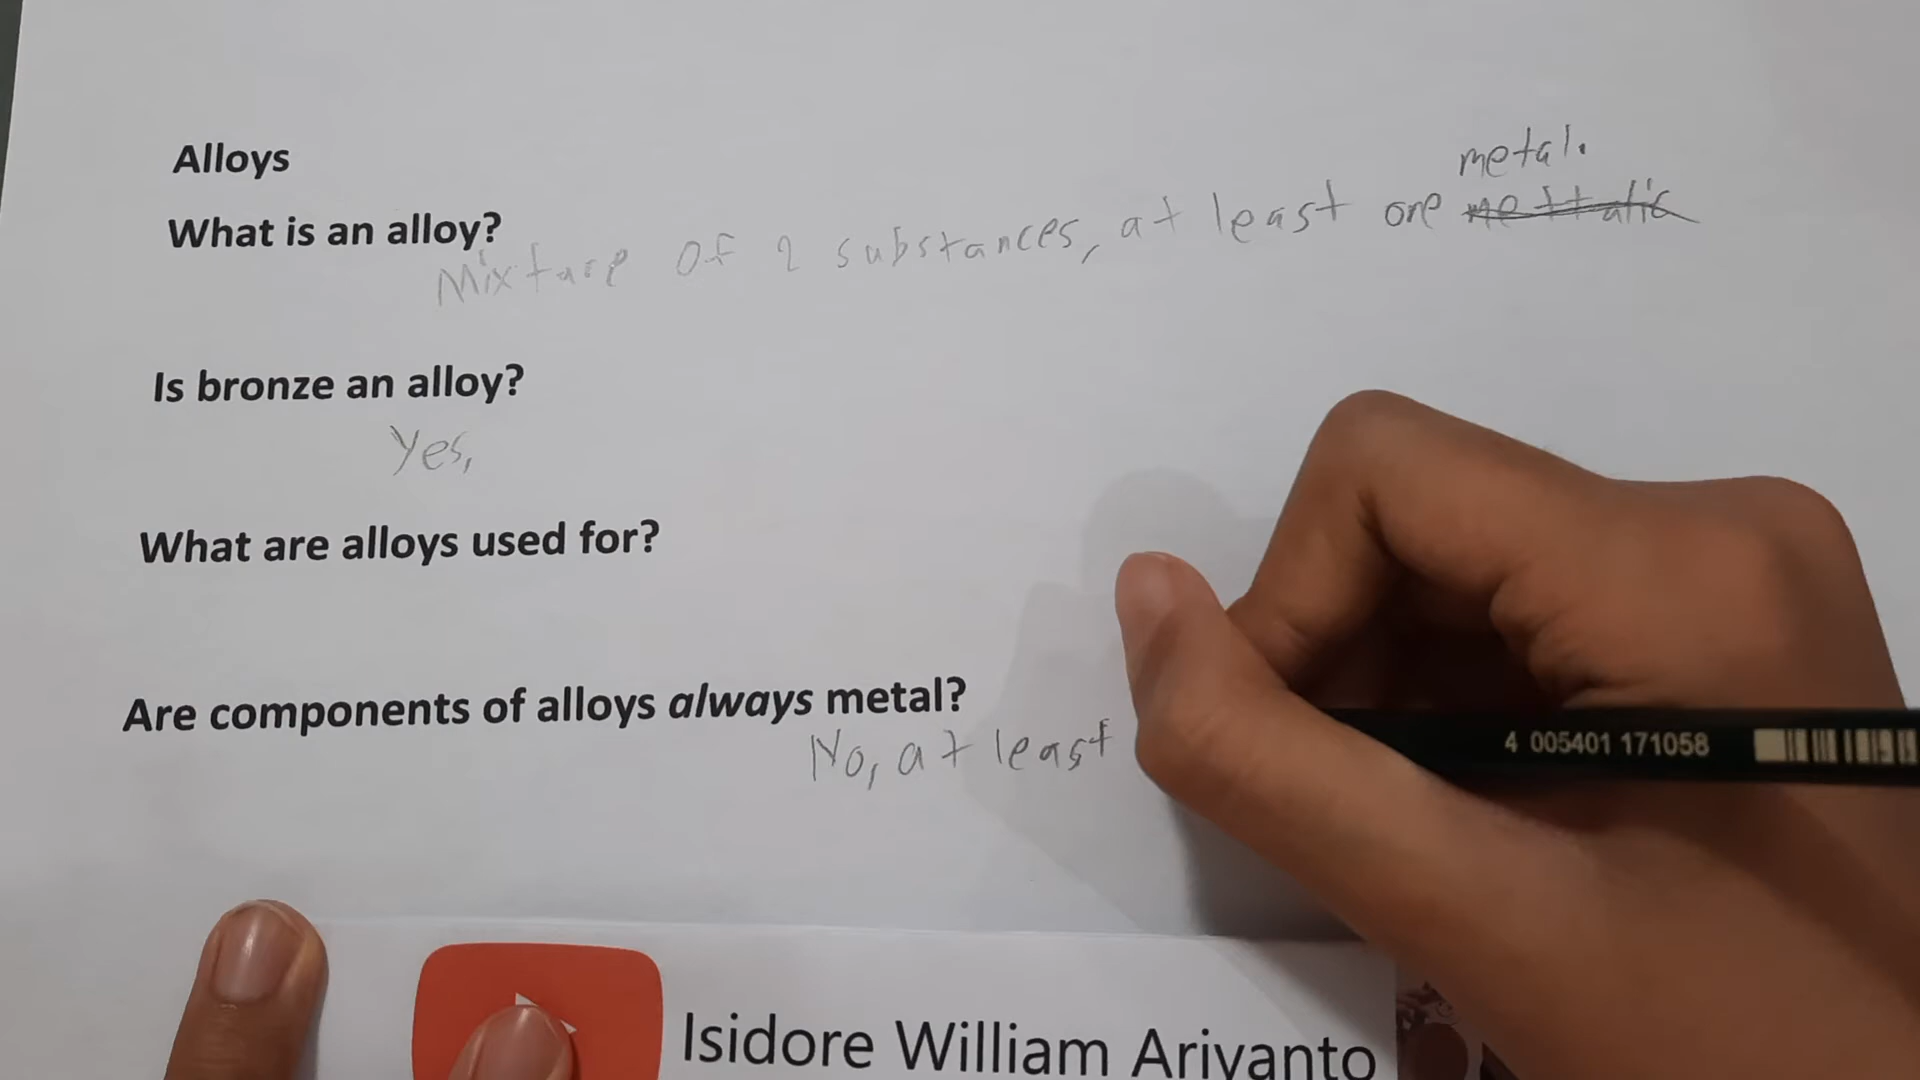 Alloys
metal.
What is an alloy?
Mixture of 2 substances, at least one mettalic
Is bronze an alloy?
Yes,
What are alloys used for?
Are components of alloys always metal?
No, at least
4 005401 171058
Isidore William Ariyanto